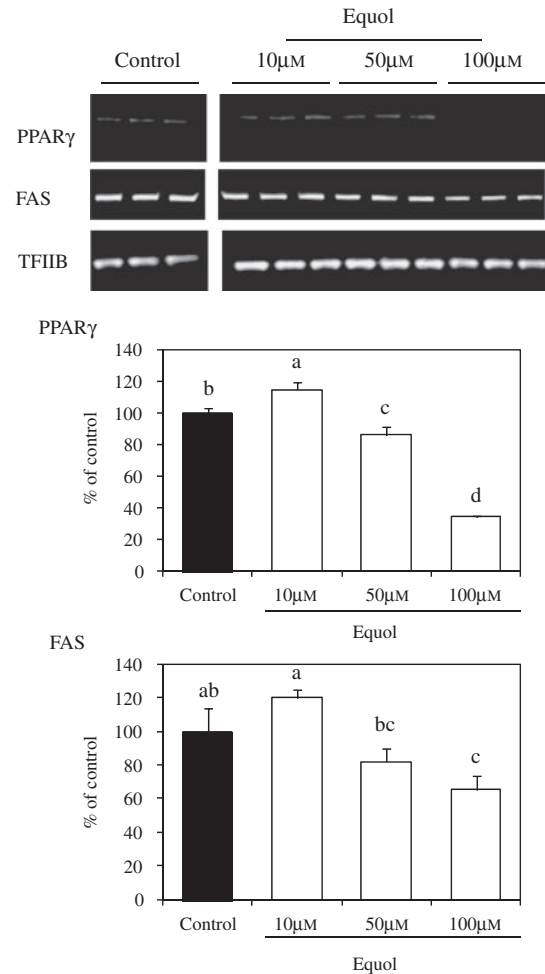 Equol
Control 10μM 50μM 100μM
PPARγ
FAS
TFIIB
PPARγ
140
120
100
80
60
40
20
0
% of control
b
a
c
d
Control 10μM 50μM 100μM
Equol
FAS
140
120
100
80
60
40
20
0
% of control
ab
a
bc
c
Control 10μM 50μM 100μM
Equol